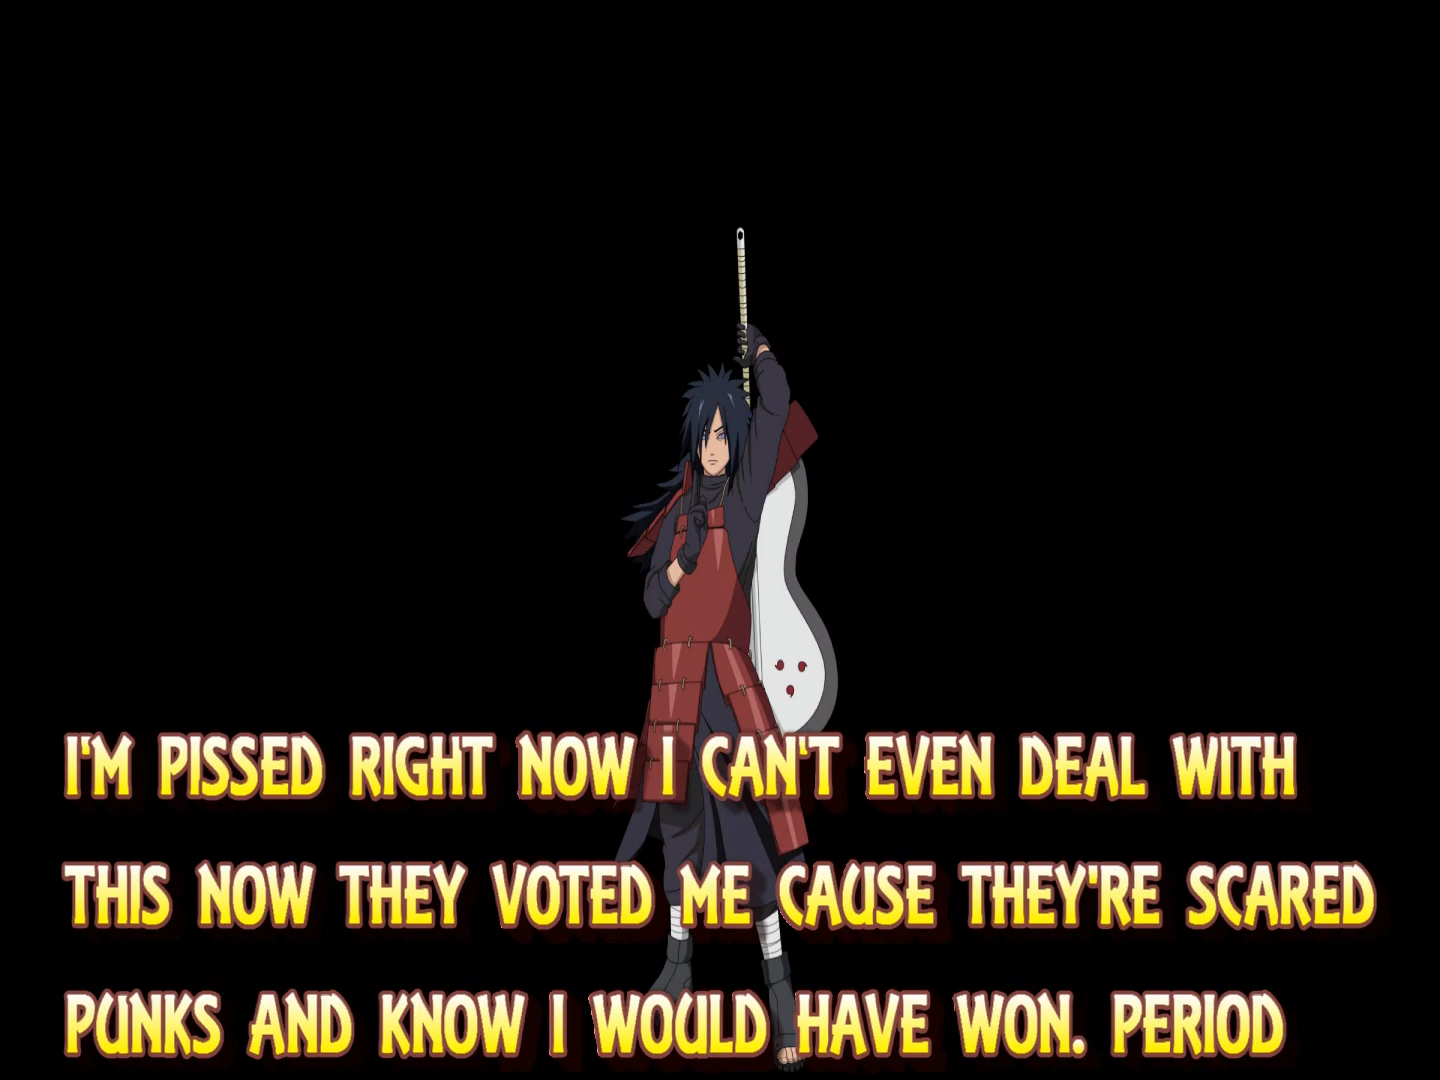 I'M PISSED RIGHT NOW I CAN'T EVEN DEAL WITH
THIS NOW THEY VOTED ME CAUSE THEY'RE SCARED
PUNKS AND KNOW I WOULD HAVE WON. PERIOD